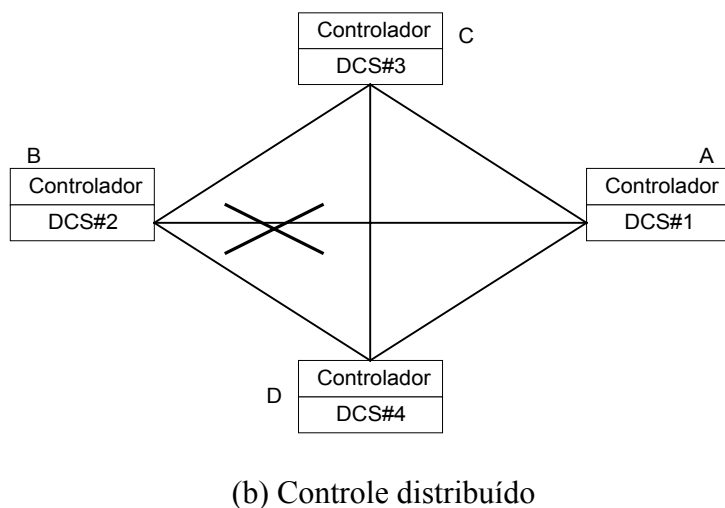 Controlador
C
DCS#3
B
A
Controlador
Controlador
DCS#2
DCS#1
Controlador
D
DCS#4
(b) Controle distribuído